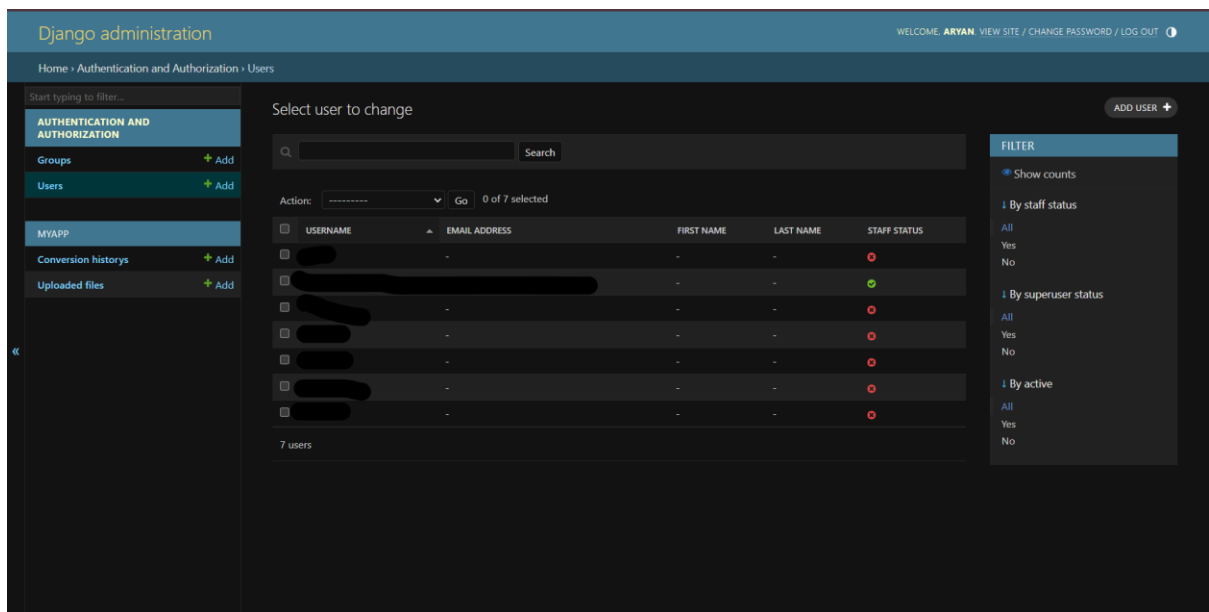 Django administration
WELCOME, ARYAN. VIEW SITE / CHANGE PASSWORD / LOG OUT
Home › Authentication and Authorization › Users
Start typing to filter...
AUTHENTICATION AND
AUTHORIZATION
Groups + Add
Users + Add
MYAPP
Conversion historys + Add
Uploaded files + Add
«
Select user to change
ADD USER +
Search
Action: --------- Go 0 of 7 selected
USERNAME EMAIL ADDRESS FIRST NAME LAST NAME STAFF STATUS
- - -
- -
- - -
- - -
- - -
- - -
- - -
7 users
FILTER
Show counts
↓ By staff status
All
Yes
No
↓ By superuser status
All
Yes
No
↓ By active
All
Yes
No